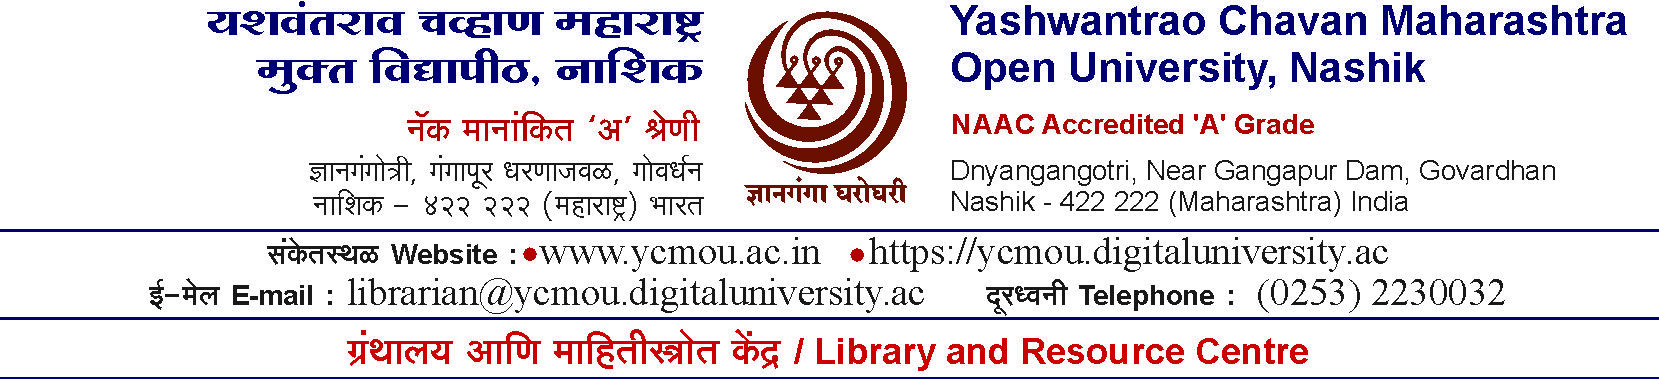 यशवंतराव चव्हाण महाराष्ट्र
मुक्त विद्यापीठ, नाशिक
नॅक मानांकित ‘अ’ श्रेणी
ज्ञानगंगोत्री, गंगापूर धरणाजवळ, गोवर्धन
नाशिक – ४२२ २२२ (महाराष्ट्र) भारत
ज्ञानगंगा घरोघरी
Yashwantrao Chavan Maharashtra
Open University, Nashik
NAAC Accredited 'A' Grade
Dnyangangotri, Near Gangapur Dam, Govardhan
Nashik - 422 222 (Maharashtra) India
संकेतस्थळ Website :●www.ycmou.ac.in ●https://ycmou.digitaluniversity.ac
ई–मेल E-mail : librarian@ycmou.digitaluniversity.ac दूरध्वनी Telephone : (0253) 2230032
ग्रंथालय आणि माहितीस्त्रोत केंद्र / Library and Resource Centre